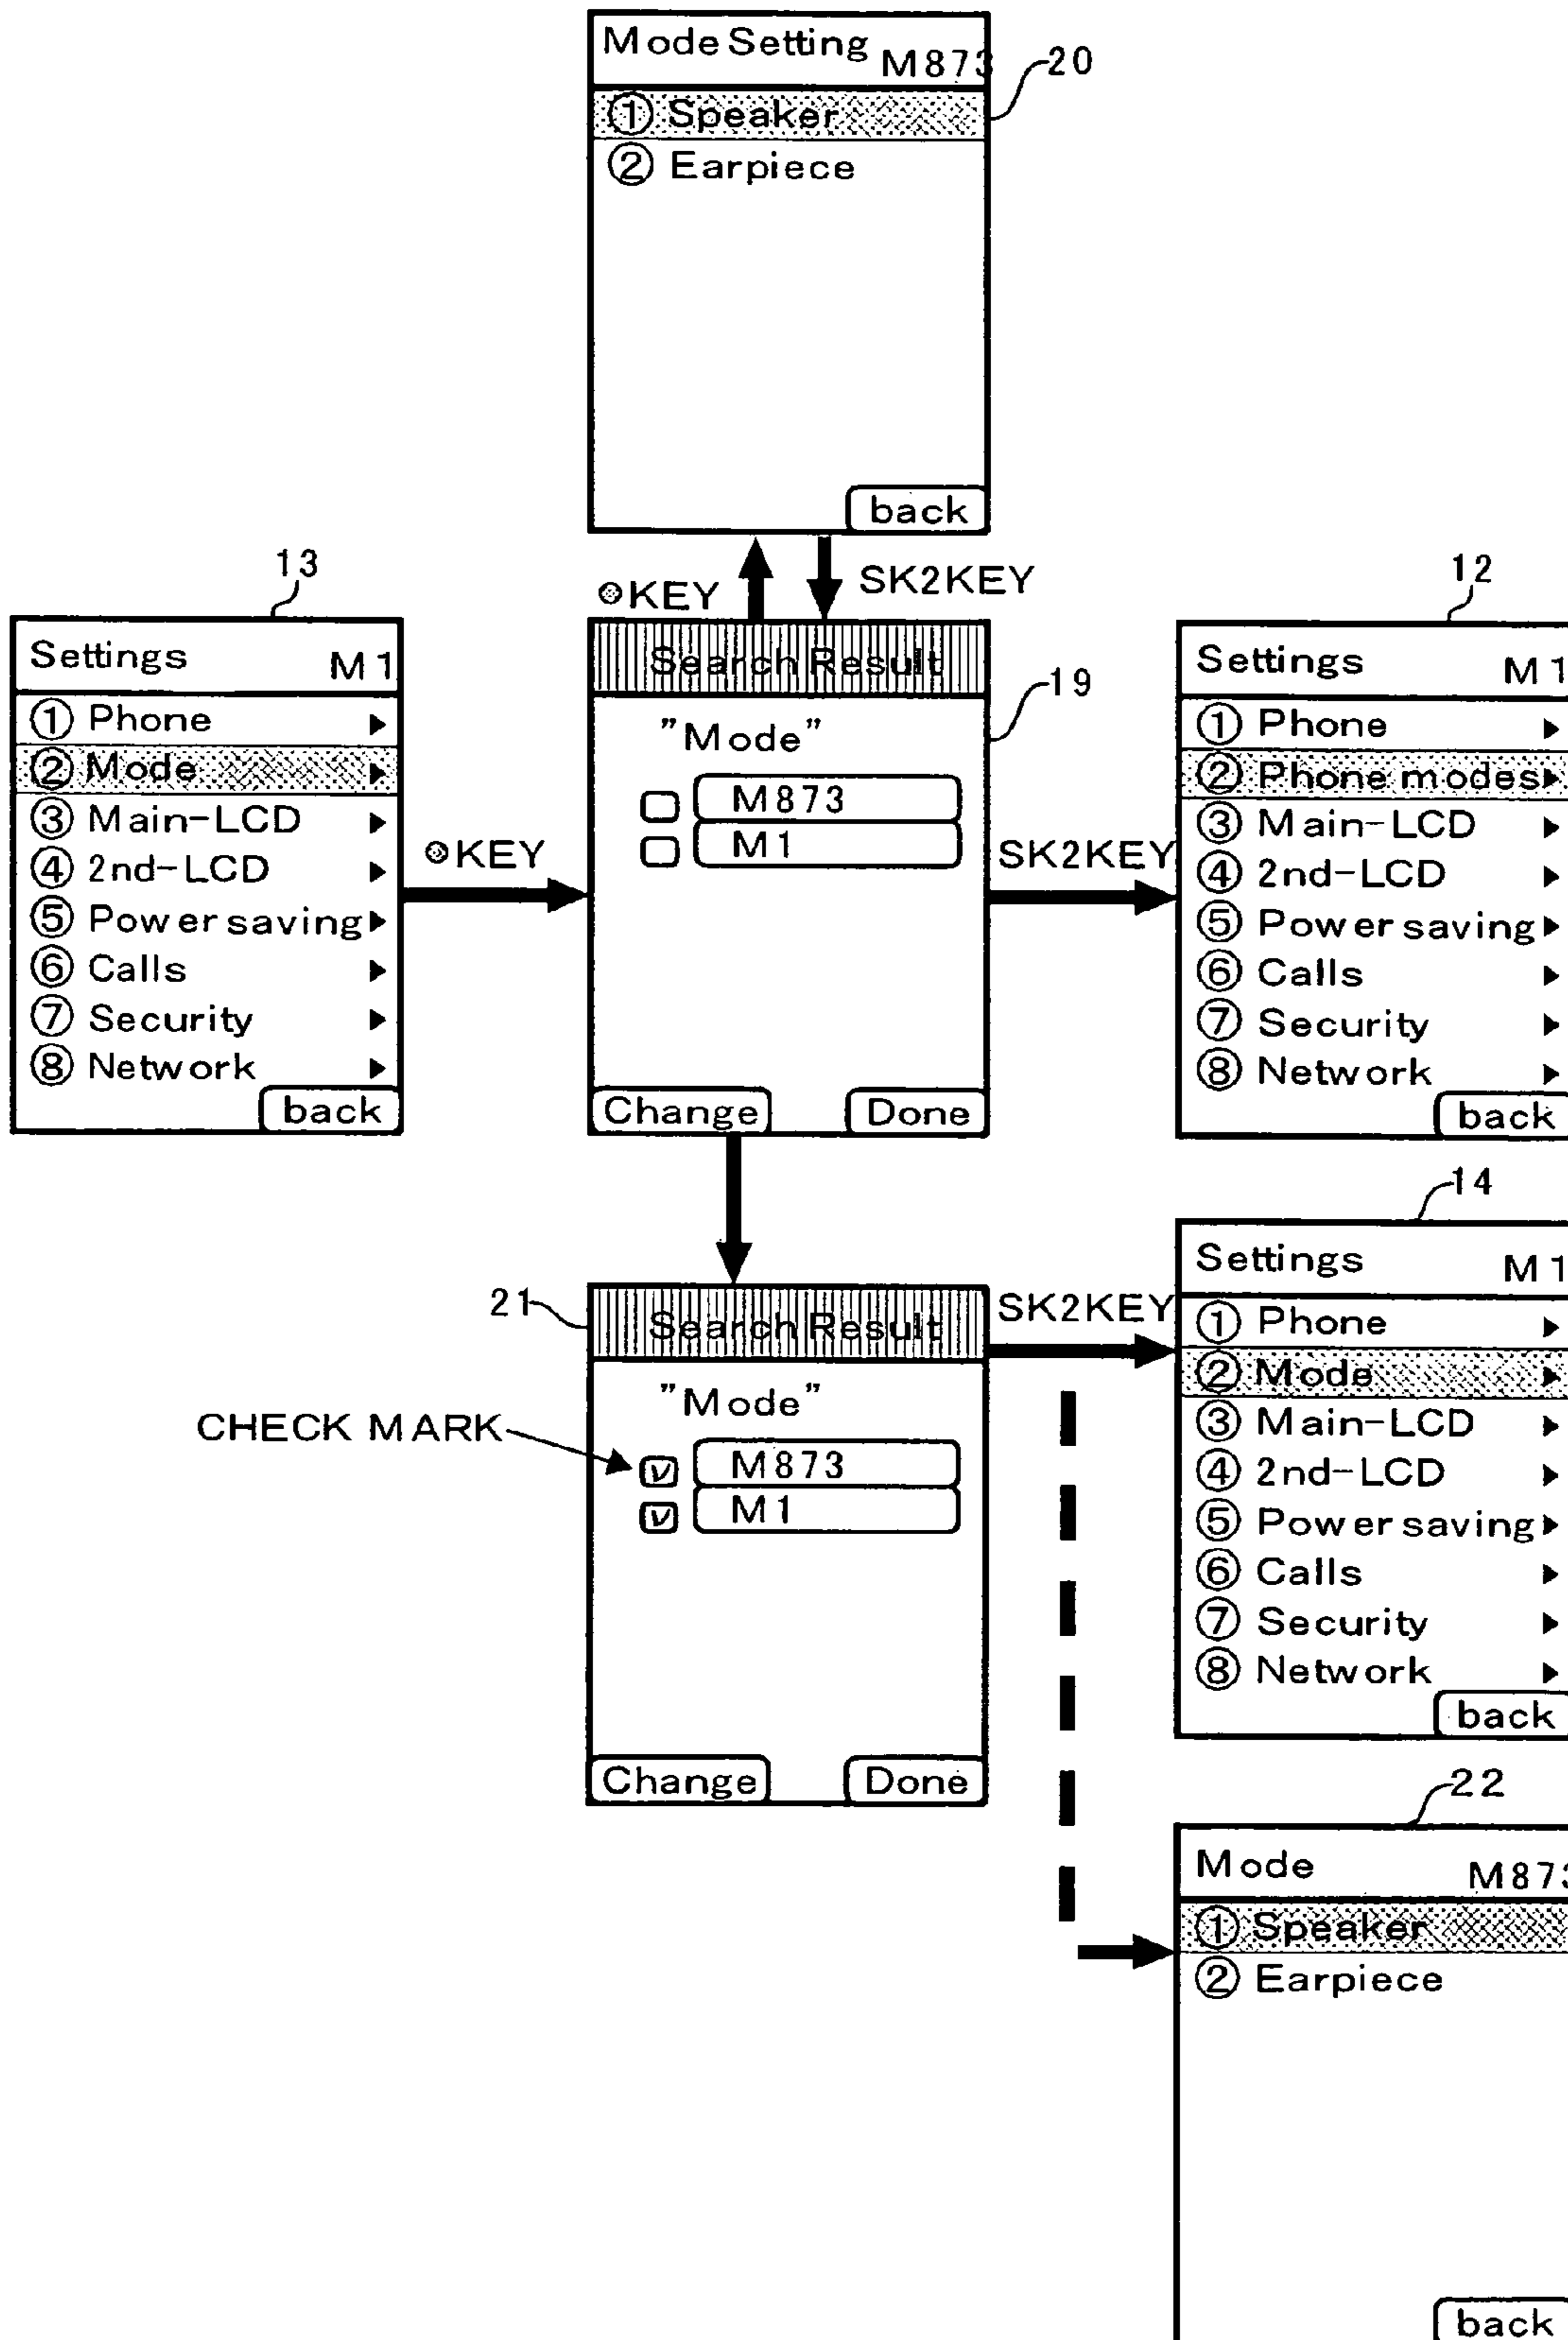 Mode Setting M873
20
① Speaker
② Earpiece
back
◎KEY
SK2KEY
13
Settings M1
① Phone ▶
② Mode ▶
③ Main-LCD ▶
④ 2nd-LCD ▶
⑤ Power saving ▶
⑥ Calls ▶
⑦ Security ▶
⑧ Network ▶
back
◎KEY
Search Result
19
"Mode"
M873
M1
Change Done
SK2KEY
12
Settings M1
① Phone ▶
② Phone modes ▶
③ Main-LCD ▶
④ 2nd-LCD ▶
⑤ Power saving ▶
⑥ Calls ▶
⑦ Security ▶
⑧ Network ▶
back
21
Search Result
"Mode"
CHECK MARK
M873
M1
Change Done
SK2KEY
14
Settings M1
① Phone ▶
② Mode ▶
③ Main-LCD ▶
④ 2nd-LCD ▶
⑤ Power saving ▶
⑥ Calls ▶
⑦ Security ▶
⑧ Network ▶
back
22
Mode M873
① Speaker
② Earpiece
back